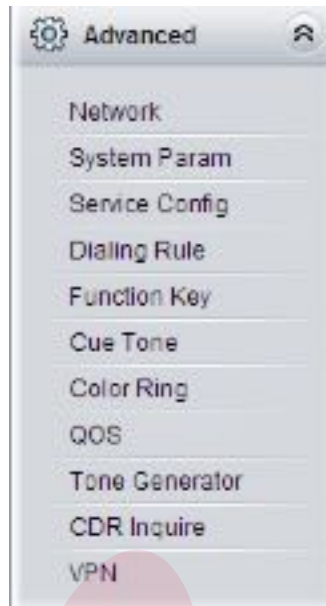 Advanced
Network
System Param
Service Config
Dialing Rule
Function Key
Cue Tone
Color Ring
QOS
Tone Generator
CDR Inquire
VPN